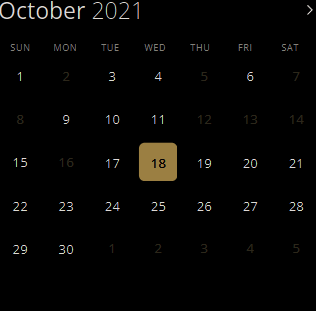 October 2021
SUN MON TUE WED THU FRI SAT
1 2 3 4 5 6 7
8 9 10 11 12 13 14
15 16 17 18 19 20 21
22 23 24 25 26 27 28
29 30 1 2 3 4 5